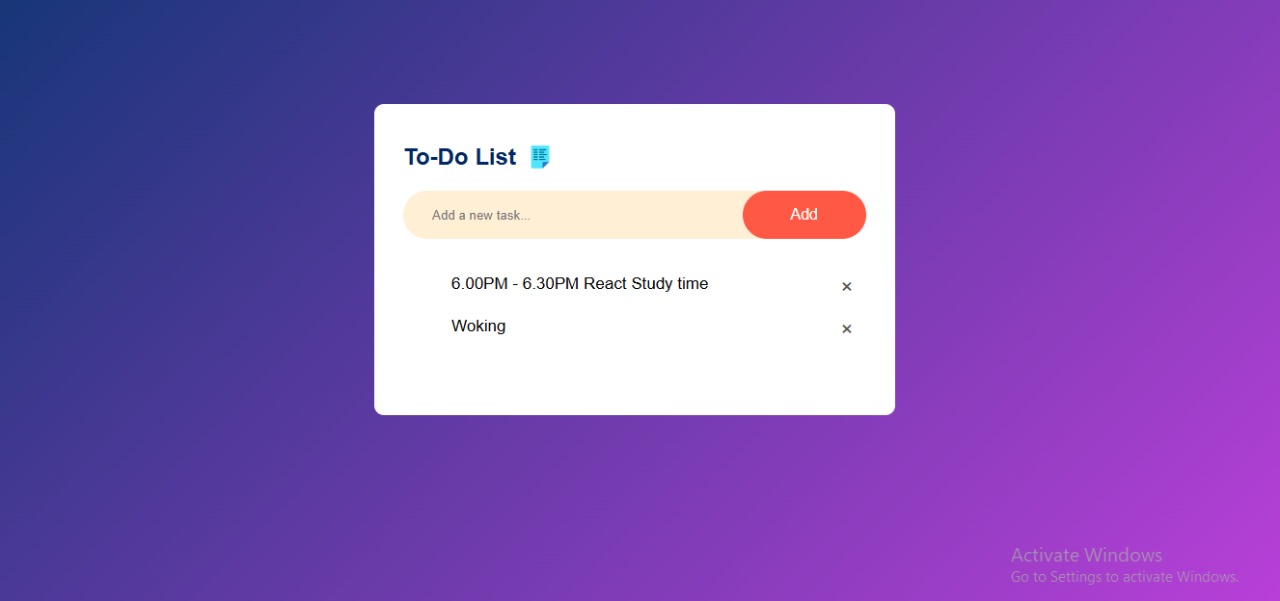 To-Do List
Add a new task...
Add
6.00PM - 6.30PM React Study time
×
Woking
×
Activate Windows
Go to Settings to activate Windows.